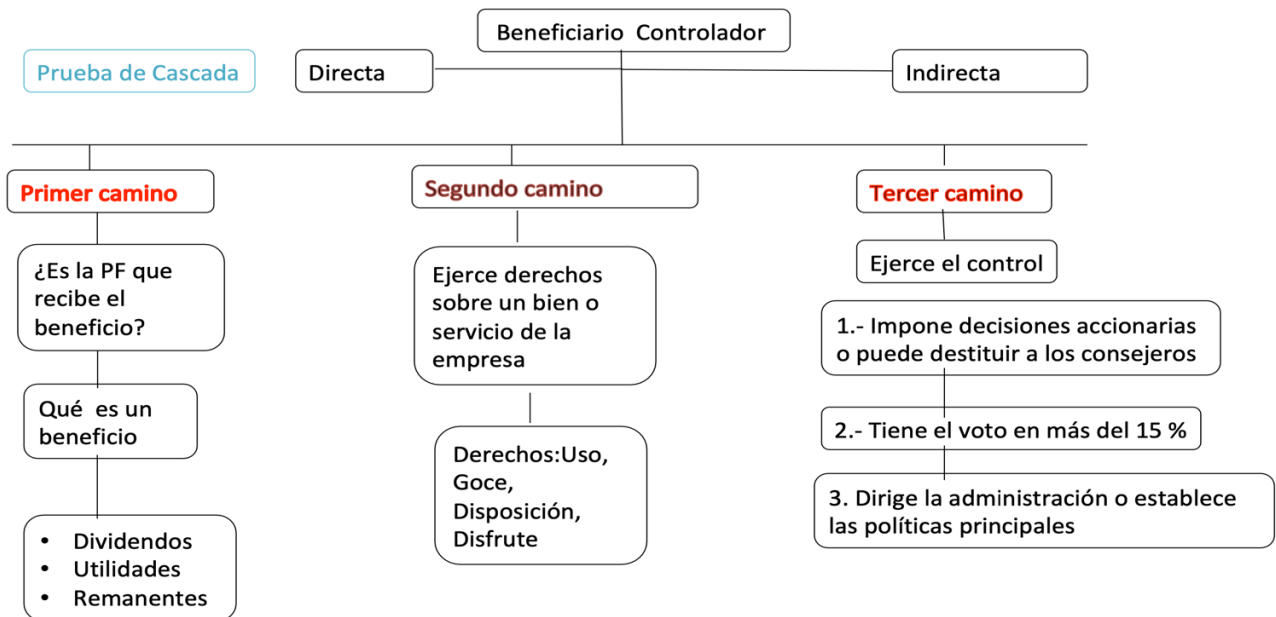 Beneficiario Controlador
Prueba de Cascada
Directa
Indirecta
Primer camino
¿Es la PF que
recibe el
beneficio?
Qué es un
beneficio
• Dividendos
• Utilidades
• Remanentes
Segundo camino
Ejerce derechos
sobre un bien o
servicio de la
empresa
Derechos:Uso,
Goce,
Disposición,
Disfrute
Tercer camino
Ejerce el control
1.- Impone decisiones accionarias
o puede destituir a los consejeros
2.- Tiene el voto en más del 15 %
3. Dirige la administración o establece
las políticas principales